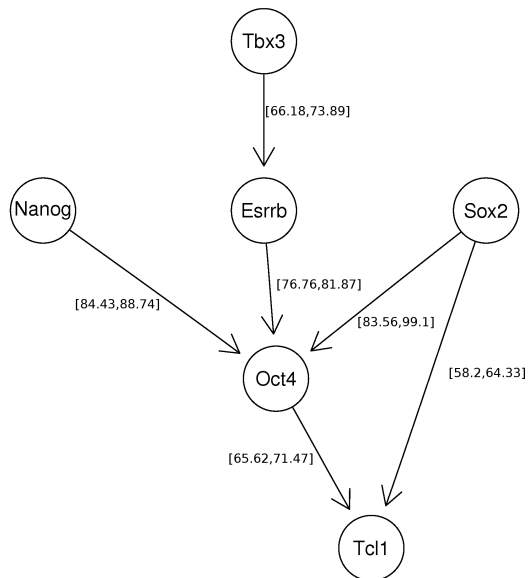 Tbx3
[66.18,73.89]
Nanog
Esrrb
Sox2
[76.76,81.87]
[84.43,88.74]
[83.56,99.1]
[58.2,64.33]
Oct4
[65.62,71.47]
Tcl1